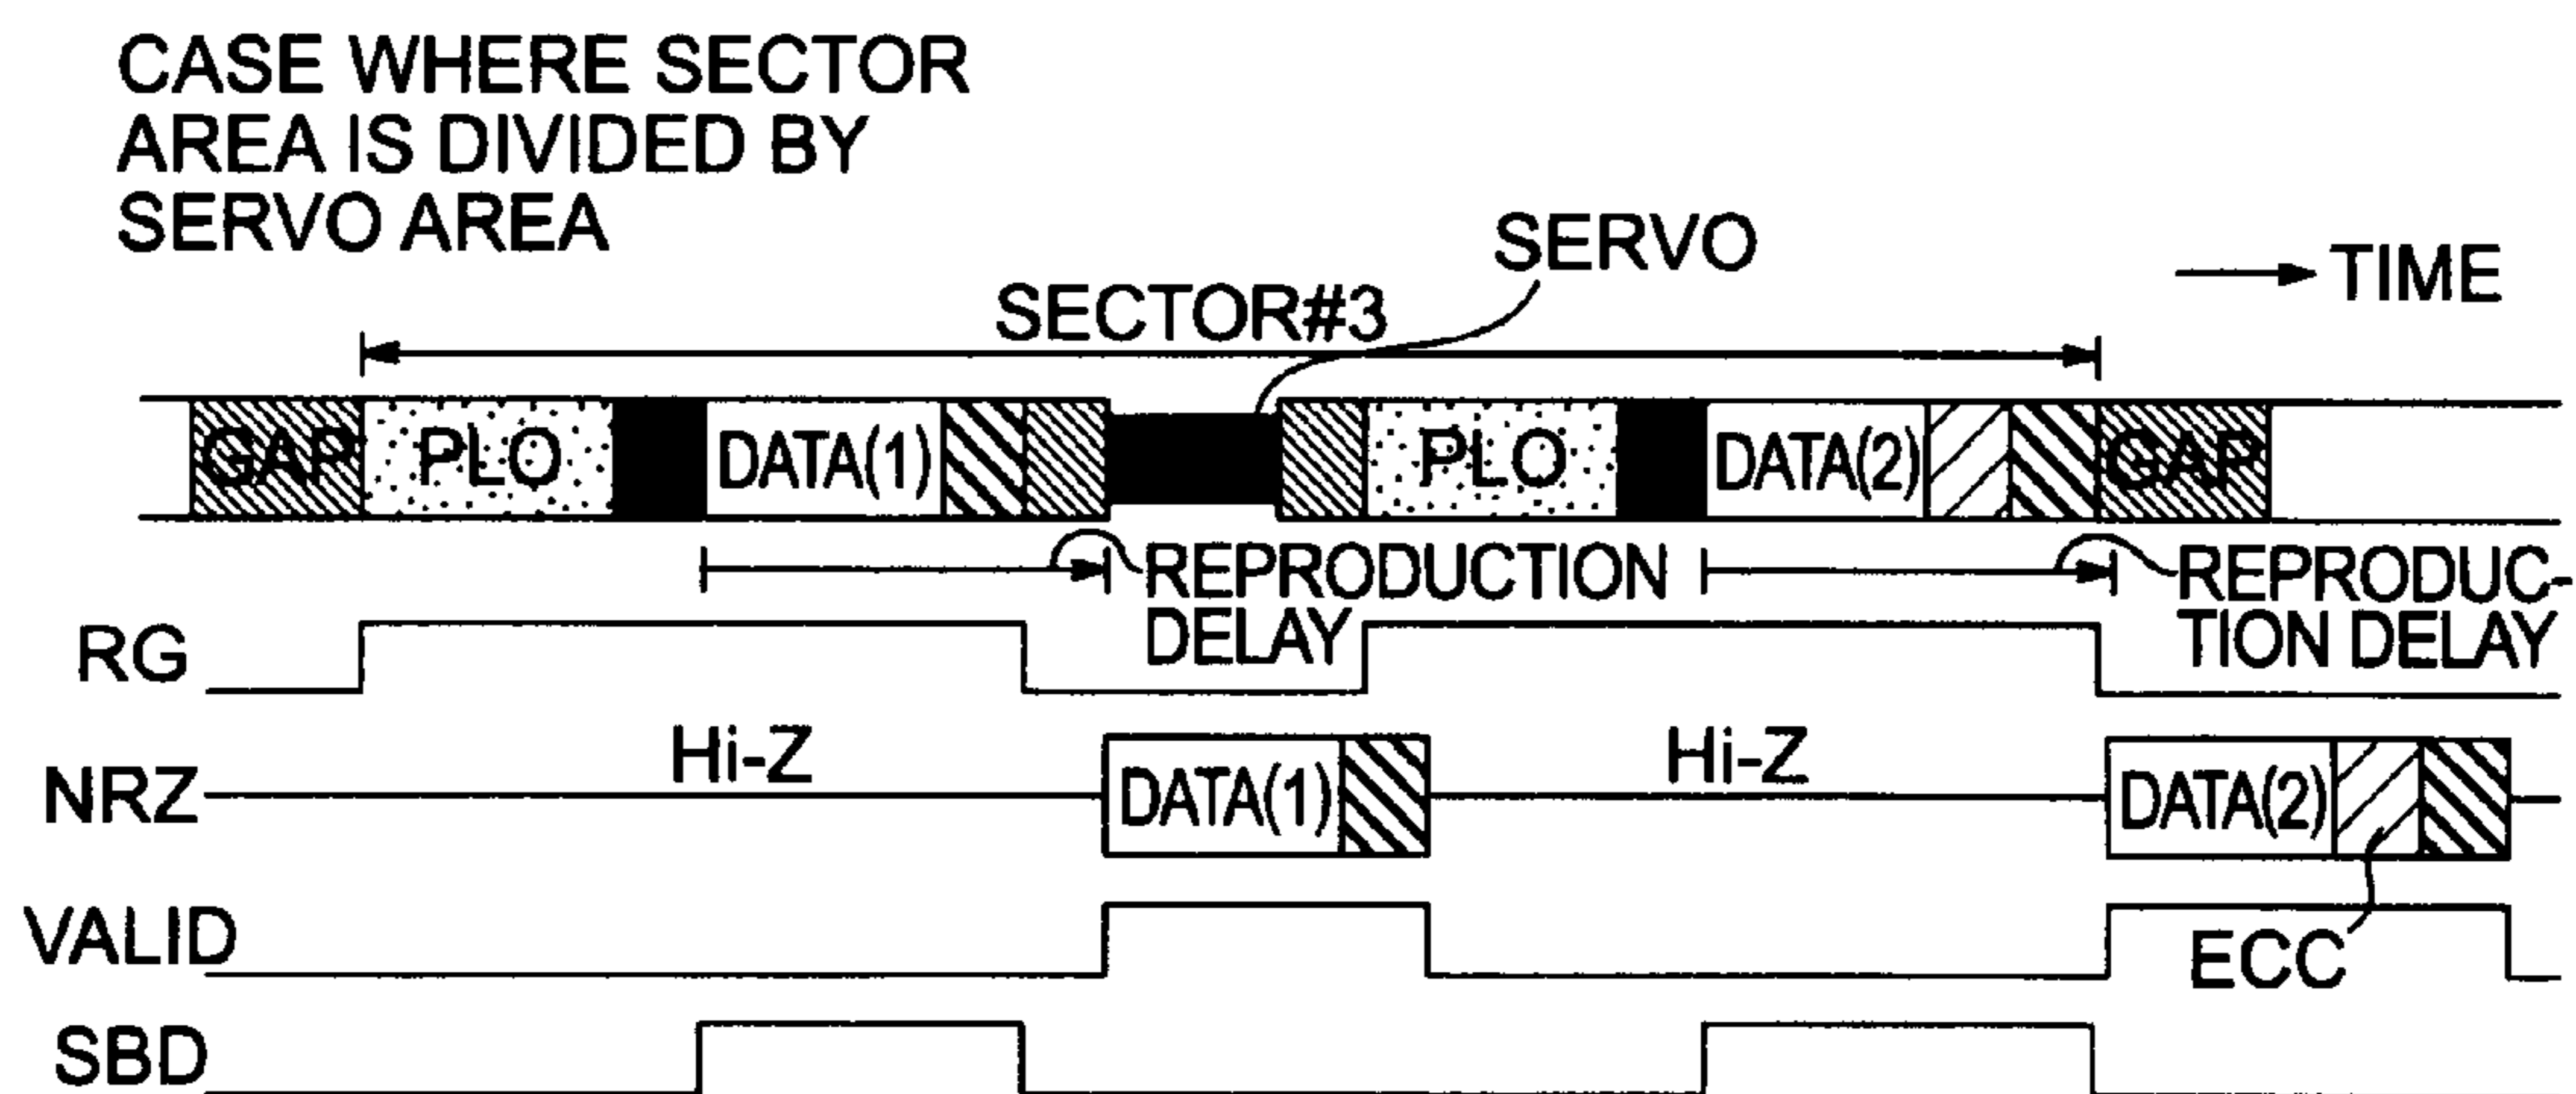 CASE WHERE SECTOR
AREA IS DIVIDED BY
SERVO AREA
SERVO
TIME
SECTOR#3
GAP PLO DATA(1) PLO DATA(2) GAP
REPRODUCTION
DELAY
REPRODUC-
TION DELAY
RG
Hi-Z Hi-Z
NRZ DATA(1) DATA(2)
VALID
ECC
SBD